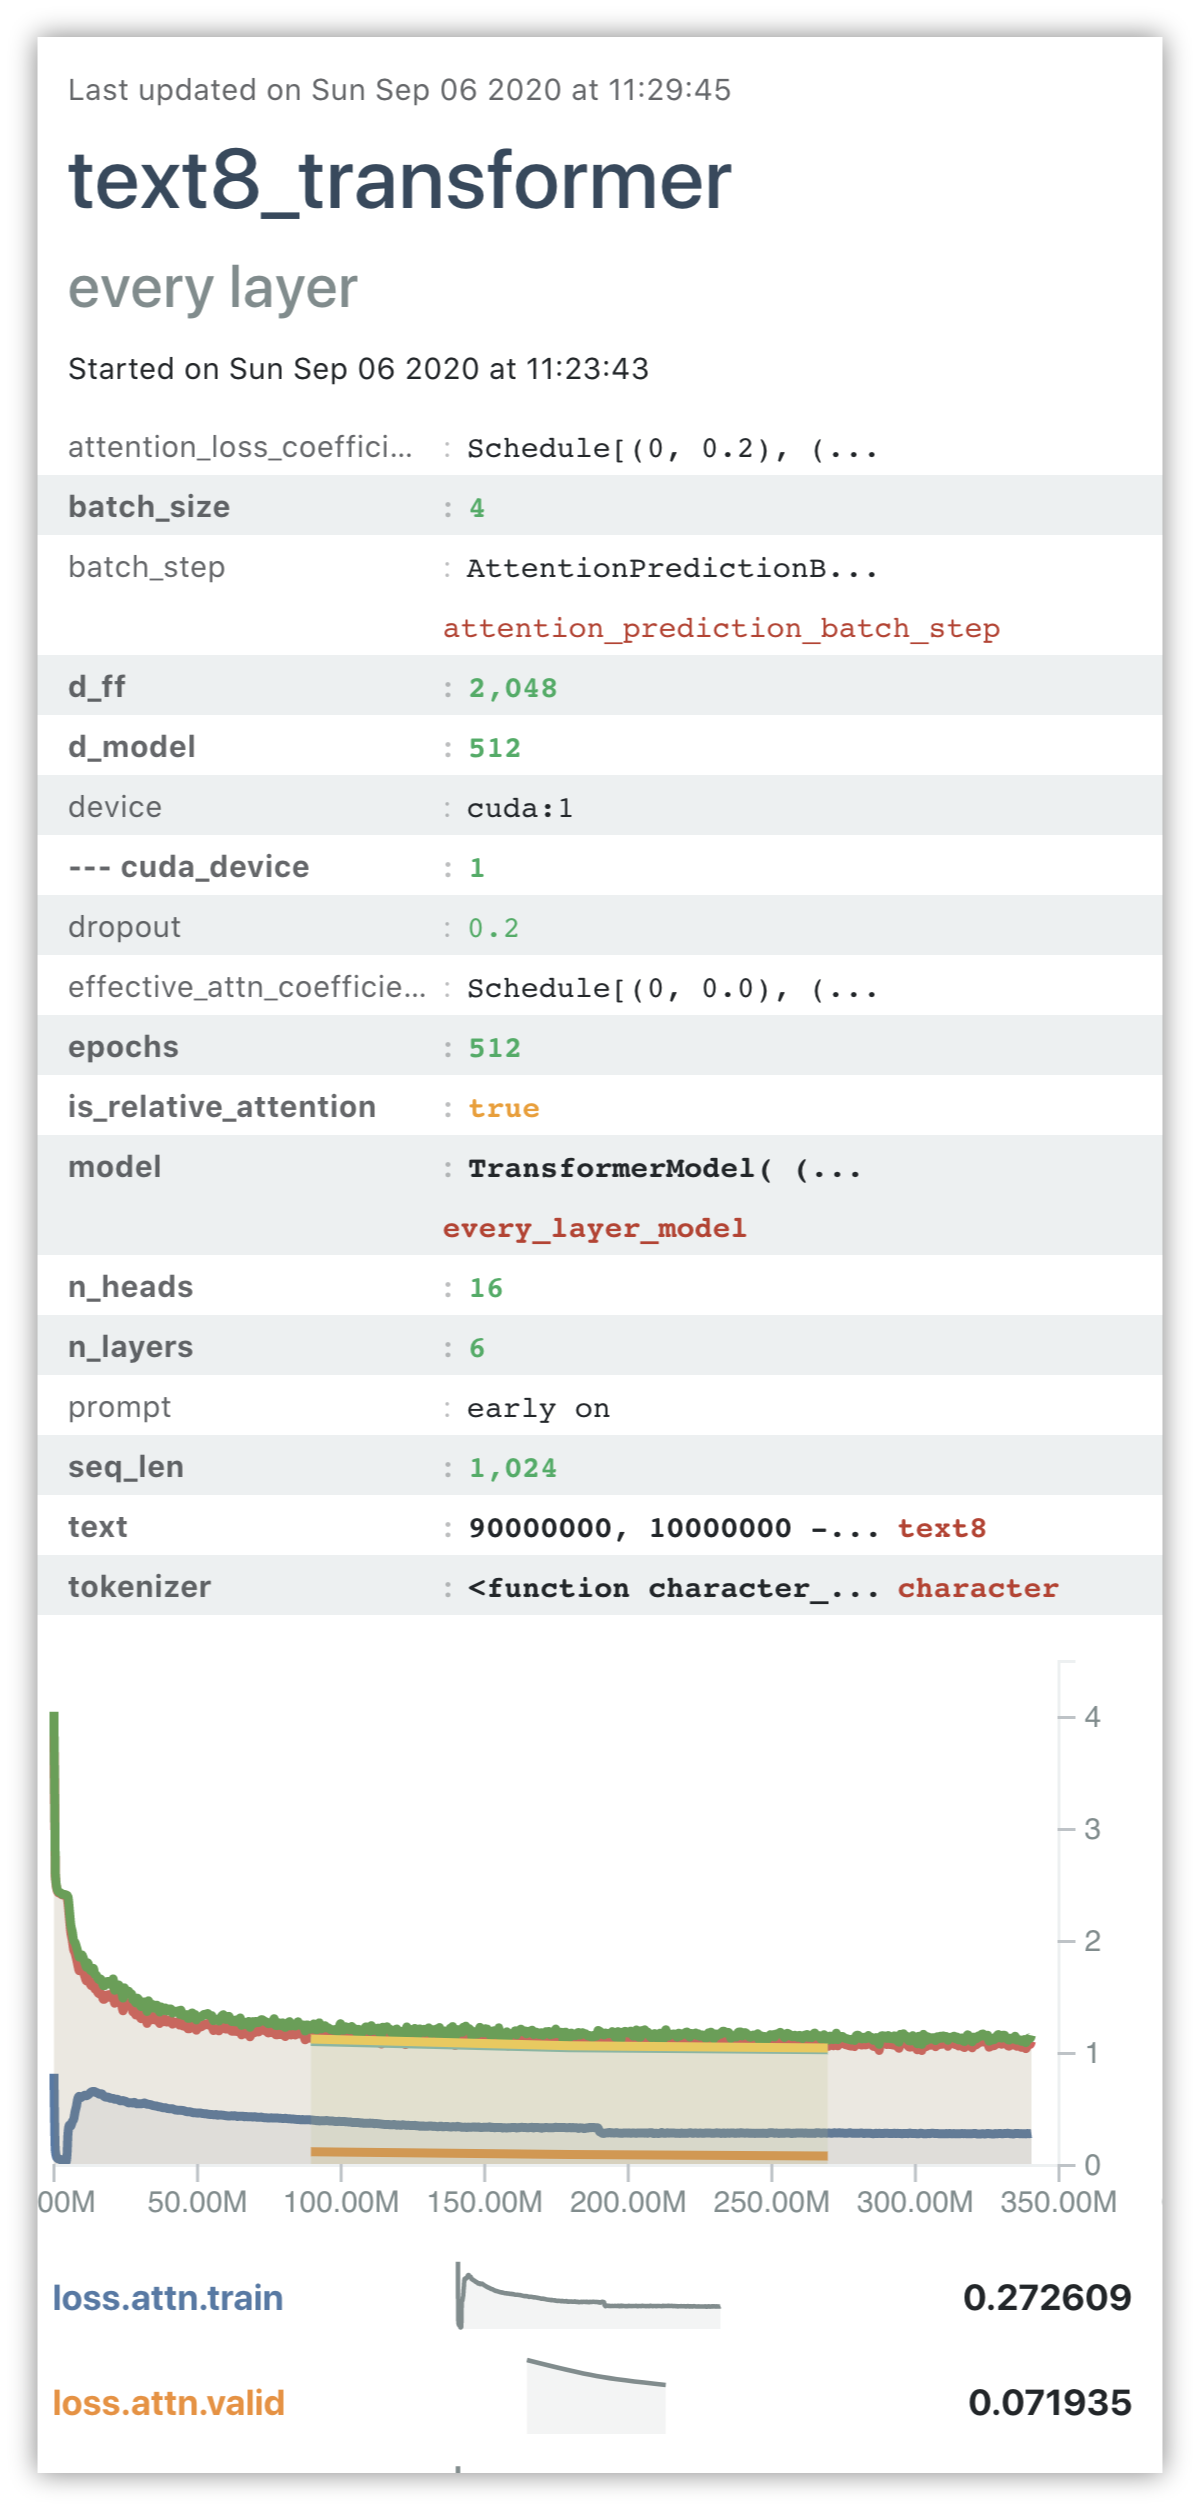 Last updated on Sun Sep 06 2020 at 11:29:45
text8_transformer
every layer
Started on Sun Sep 06 2020 at 11:23:43
attention_loss_coeffici... : Schedule[(0, 0.2), (...
batch_size : 4
batch_step : AttentionPredictionB...
attention_prediction_batch_step
d_ff : 2,048
d_model : 512
device : cuda:1
--- cuda_device : 1
dropout : 0.2
effective_attn_coefficie... : Schedule[(0, 0.0), (...
epochs : 512
is_relative_attention : true
model : TransformerModel( (...
every_layer_model
n_heads : 16
n_layers : 6
prompt : early on
seq_len : 1,024
text : 90000000, 10000000 -... text8
tokenizer : <function character_... character
4
3
2
1
0
00M 50.00M 100.00M 150.00M 200.00M 250.00M 300.00M 350.00M
loss.attn.train 0.272609
loss.attn.valid 0.071935